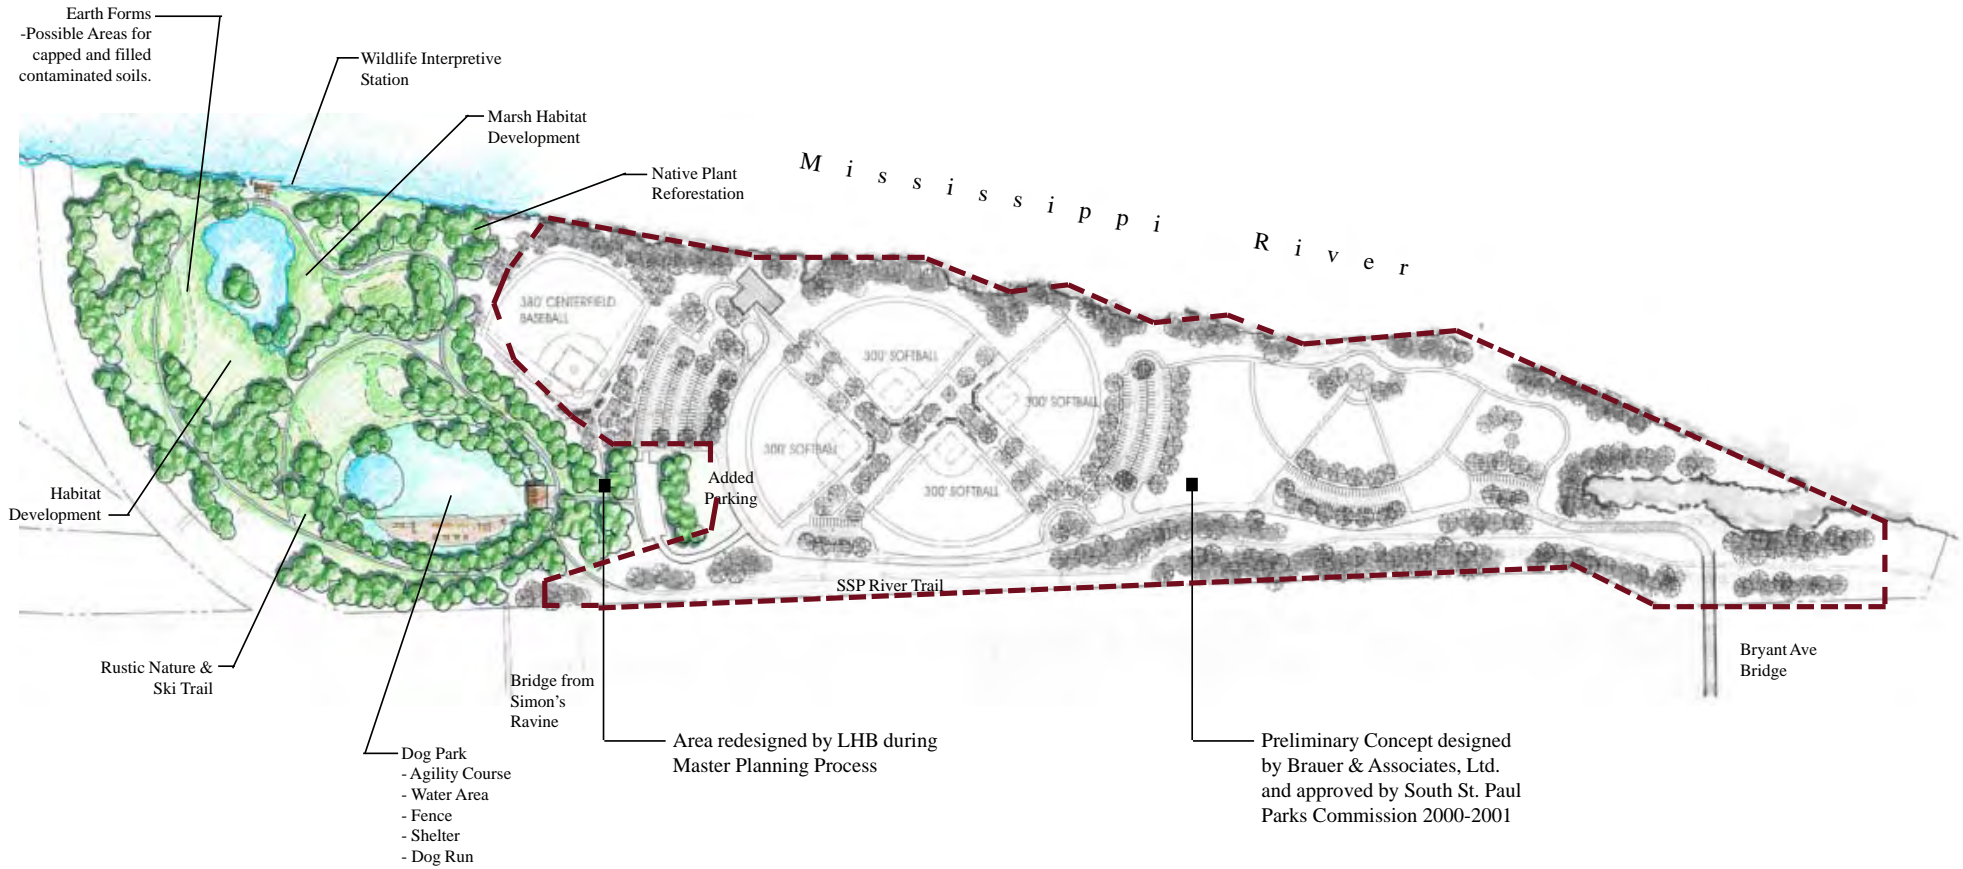 Earth Forms
-Possible Areas for
capped and filled
contaminated soils.
Wildlife Interpretive
Station
Marsh Habitat
Development
Native Plant
Reforestation
Mississippi River
380' CENTERFIELD
BASEBALL
300' SOFTBALL
300' SOFTBALL
300' SOFTBALL
300' SOFTBALL
Added
Parking
Habitat
Development
SSP River Trail
Rustic Nature &
Ski Trail
Bridge from
Simon's
Ravine
Bryant Ave
Bridge
Dog Park
- Agility Course
- Water Area
- Fence
- Shelter
- Dog Run
Area redesigned by LHB during
Master Planning Process
Preliminary Concept designed
by Brauer & Associates, Ltd.
and approved by South St. Paul
Parks Commission 2000-2001